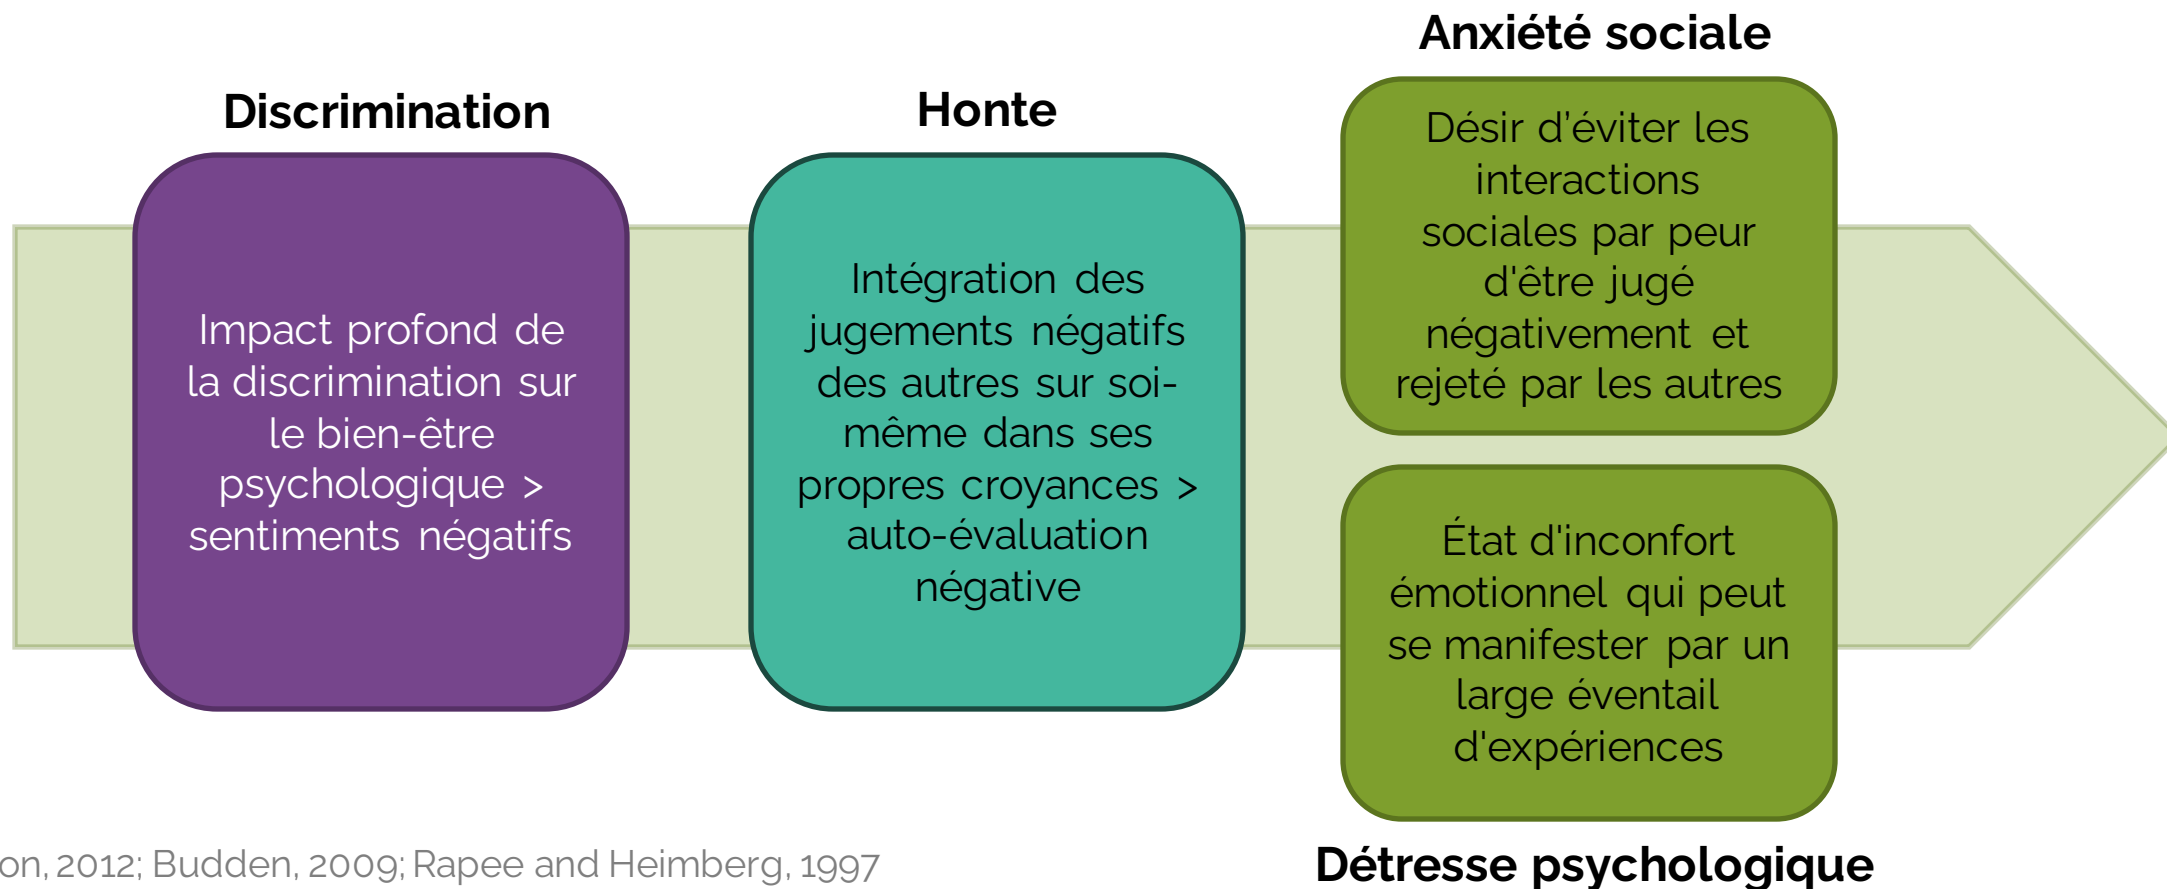 Discrimination
Impact profond de
la discrimination sur
le bien-être
psychologique >
sentiments négatifs
Honte
Intégration des
jugements négatifs
des autres sur soi-
même dans ses
propres croyances >
auto-évaluation
négative
Anxiété sociale
Désir d’éviter les
interactions
sociales par peur
d'être jugé
négativement et
rejeté par les autres
État d'inconfort
émotionnel qui peut
se manifester par un
large éventail
d'expériences
Détresse psychologique
2012; Budden, 2009; Rapee and Heimberg, 1997